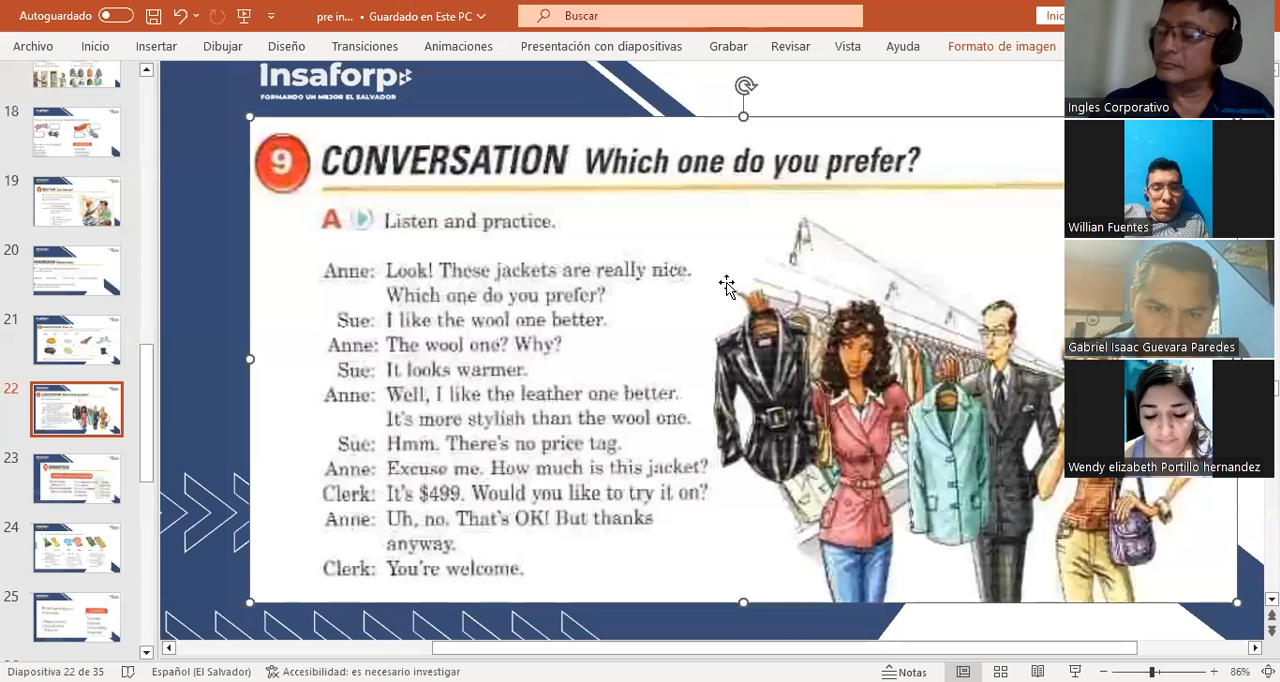 Autoguardado
pre in... • Guardado en Este PC
Buscar
Inic
Archivo Inicio Insertar Dibujar Diseño Transiciones Animaciones Presentación con diapositivas Grabar Revisar Vista Ayuda Formato de imagen
18
19
20
21
22
23
24
25
Insaforp
FORMANDO UN MEJOR EL SALVADOR
9 CONVERSATION Which one do you prefer?
A Listen and practice.
Anne: Look! These jackets are really nice.
Which one do you prefer?
Sue: I like the wool one better.
Anne: The wool one? Why?
Sue: It looks warmer.
Anne: Well, I like the leather one better.
It's more stylish than the wool one.
Sue: Hmm. There's no price tag.
Anne: Excuse me. How much is this jacket?
Clerk: It's $499. Would you like to try it on?
Anne: Uh, no. That's OK! But thanks
anyway.
Clerk: You're welcome.
Ingles Corporativo
Willian Fuentes
Gabriel Isaac Guevara Paredes
Wendy elizabeth Portillo hernandez
Diapositiva 22 de 35 Español (El Salvador) Accesibilidad: es necesario investigar Notas 86%